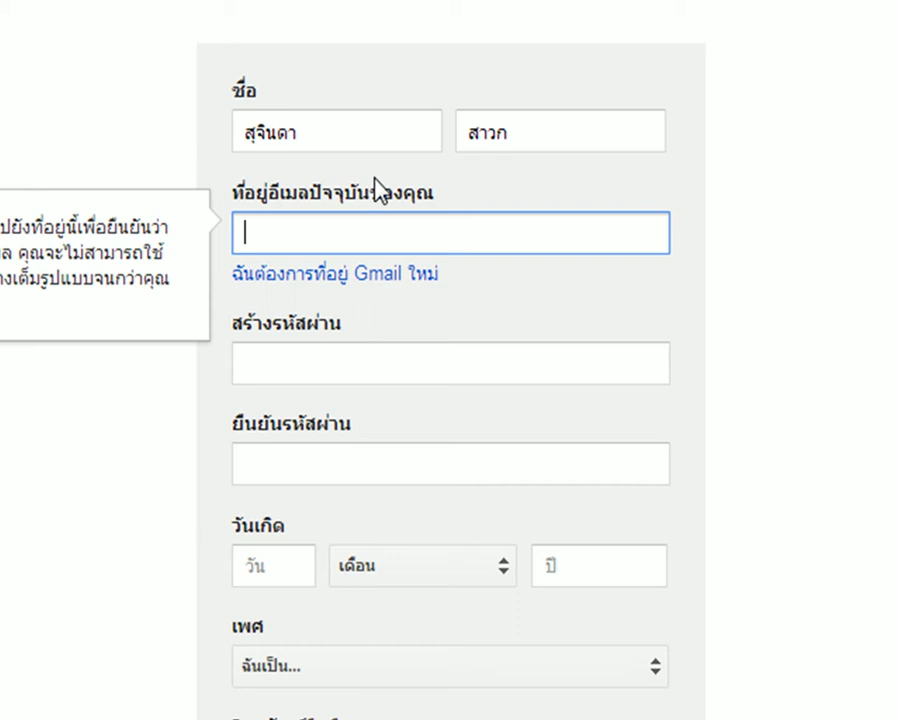 ชื่อ
สุจินดา สาวก
ที่อยู่อีเมลปัจจุบันของคุณ
ปยังที่อยู่นี้เพื่อยืนยันว่า
ล คุณจะไม่สามารถใช้
งเต็มรูปแบบจนกว่าคุณ
ฉันต้องการที่อยู่ Gmail ใหม่
สร้างรหัสผ่าน
ยืนยันรหัสผ่าน
วันเกิด
วัน เดือน ปี
เพศ
ฉันเป็น...